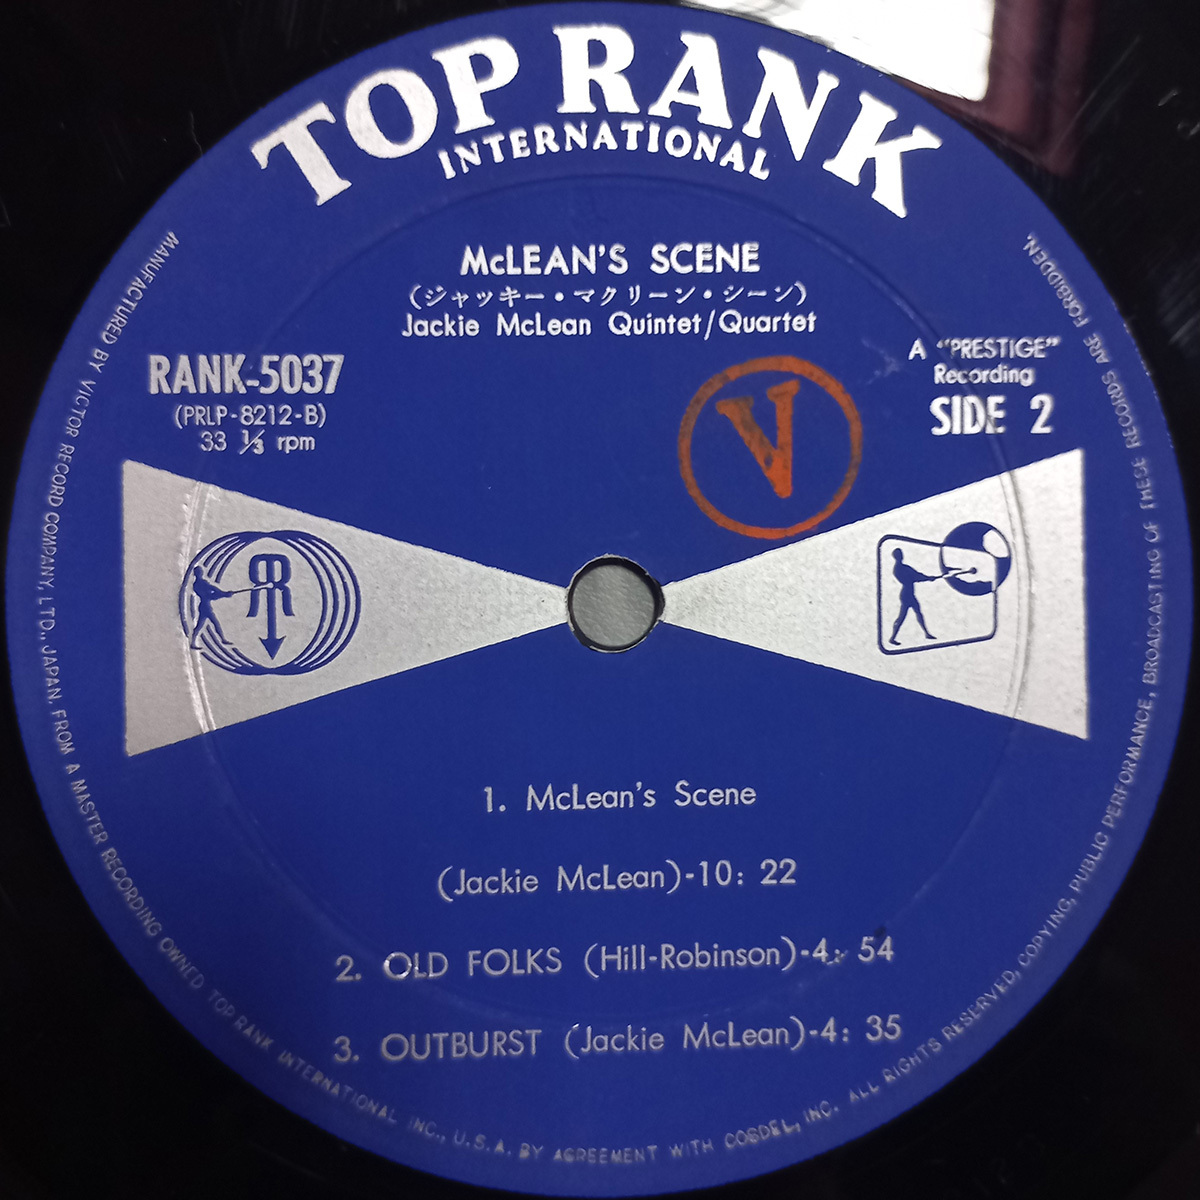 TOP RANK
INTERNATIONAL
McLEAN'S SCENE
(ジャッキー・マクリーン・シーン)
Jackie McLean Quintet/Quartet
RANK-5037
(PRLP-8212-B)
33 ⅓ rpm
A "PRESTIGE"
Recording
SIDE 2
V
1. McLean's Scene
(Jackie McLean)-10: 22
2. OLD FOLKS (Hill-Robinson)-4: 54
3. OUTBURST (Jackie McLean)-4: 35
MANUFACTURED BY VICTOR RECORD COMPANY, LTD., JAPAN, FROM A MASTER RECORDING OWNED TOP RANK INTERNATIONAL INC., U.S.A. BY AGREEMENT WITH COSDEL, INC. ALL RIGHTS RESERVED, COPYING, PUBLIC PERFORMANCE, BROADCASTING OF THESE RECORDS ARE FORBIDDEN.